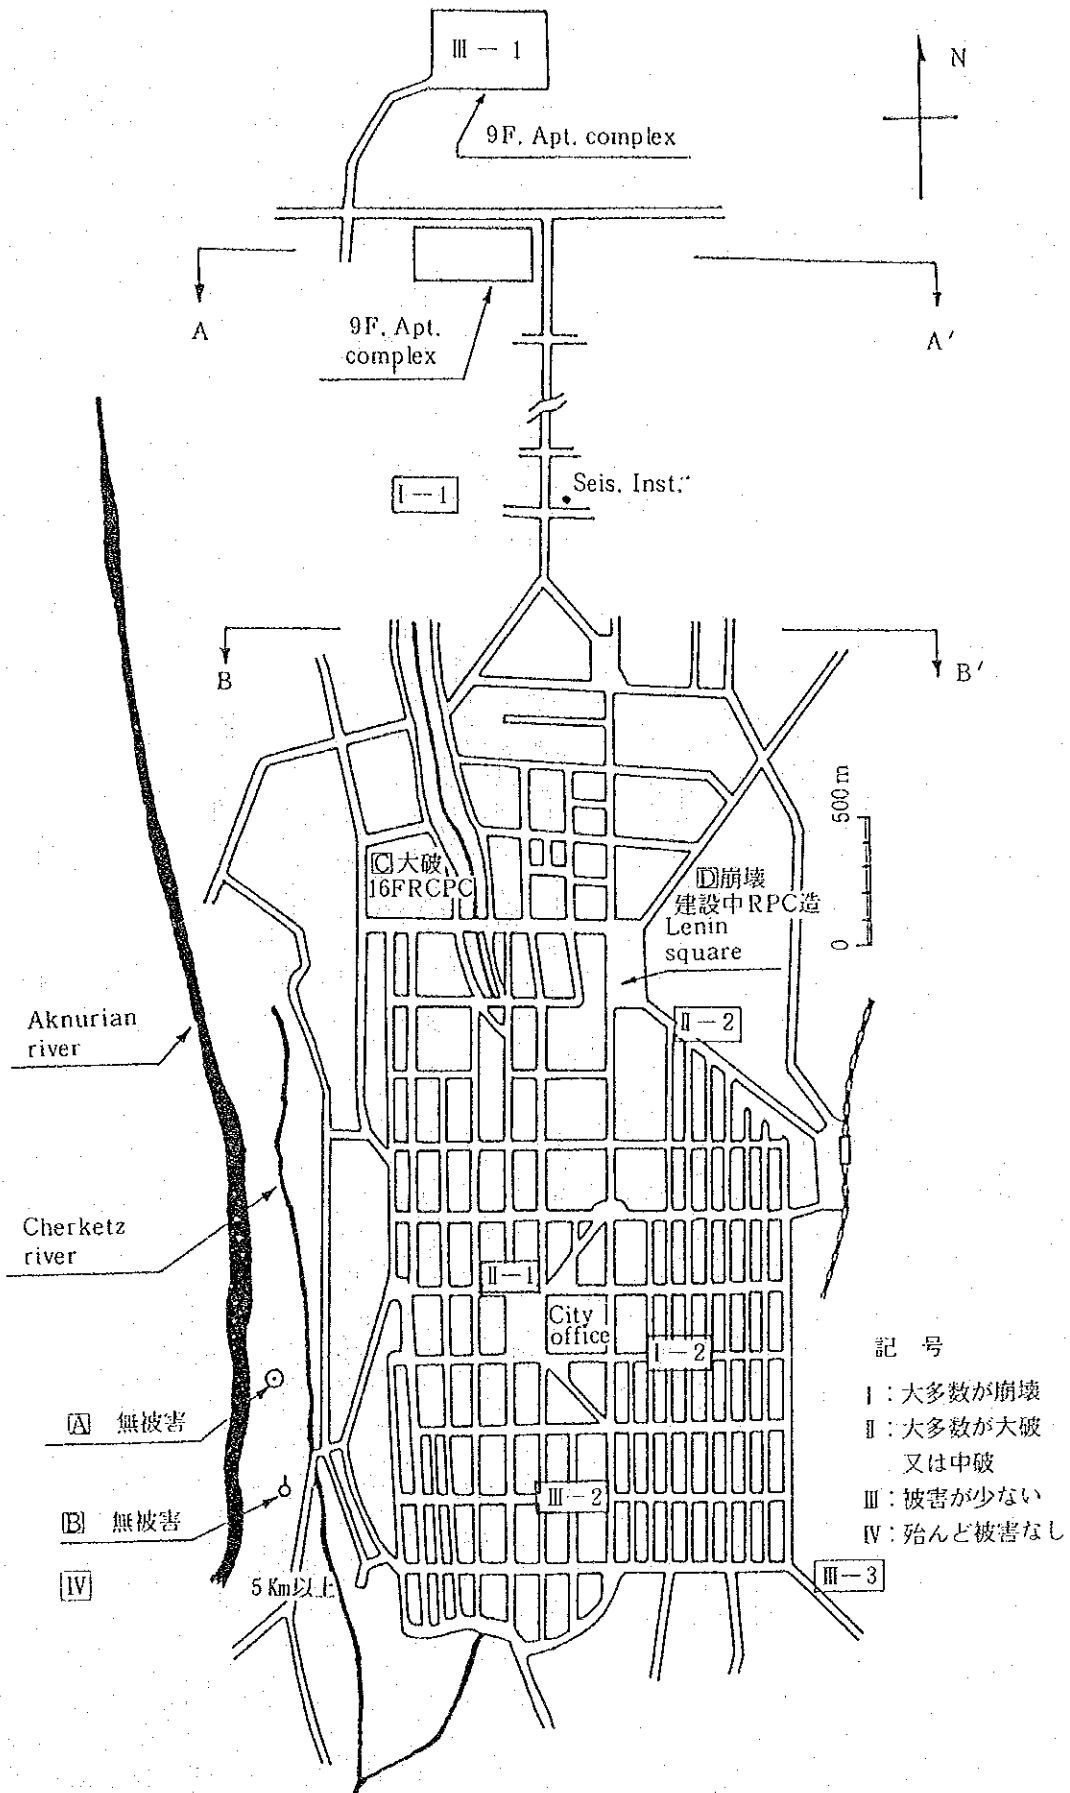 III-1
N
9F. Apt. complex
A
A′
9F. Apt.
complex
I-1
Seis. Inst.
B
B′
500m
0
C 大破
16FRCPC
D 崩壊
建設中RPC造
Lenin
square
II-2
Aknurian
river
Cherketz
river
II-1
City
office
I-2
記 号
I:大多数が崩壊
II:大多数が大破
又は中破
III:被害が少ない
IV:殆んど被害なし
A 無被害
B 無被害
III-2
IV
5Km以上
III-3